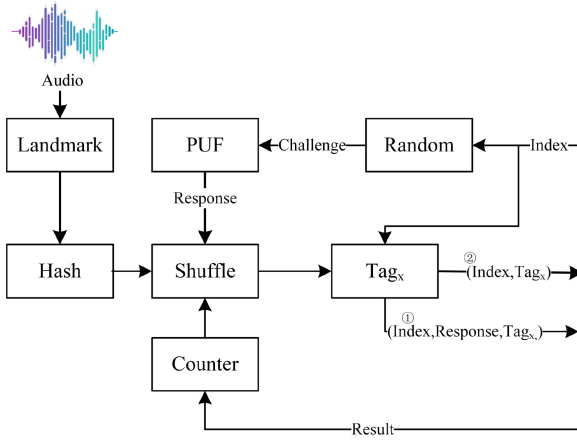 Audio
Landmark
PUF
Challenge
Random
Index
Response
Hash
Shuffle
Tagx
②
(Index,Tagx)
①
(Index,Response,Tagx,)
Counter
Result